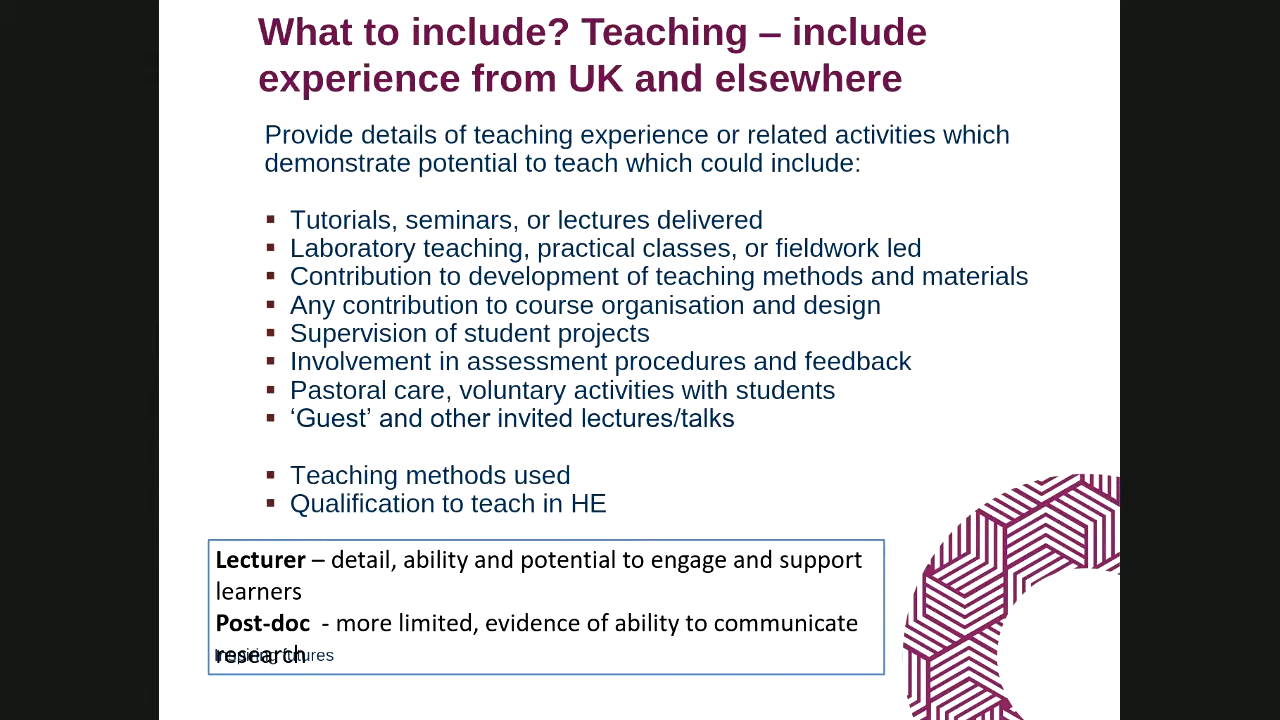 What to include? Teaching – include
experience from UK and elsewhere
Provide details of teaching experience or related activities which
demonstrate potential to teach which could include:
▪ Tutorials, seminars, or lectures delivered
▪ Laboratory teaching, practical classes, or fieldwork led
▪ Contribution to development of teaching methods and materials
▪ Any contribution to course organisation and design
▪ Supervision of student projects
▪ Involvement in assessment procedures and feedback
▪ Pastoral care, voluntary activities with students
▪ ‘Guest’ and other invited lectures/talks
▪ Teaching methods used
▪ Qualification to teach in HE
Lecturer – detail, ability and potential to engage and support
learners
Post-doc - more limited, evidence of ability to communicate
research
Inspiring futures